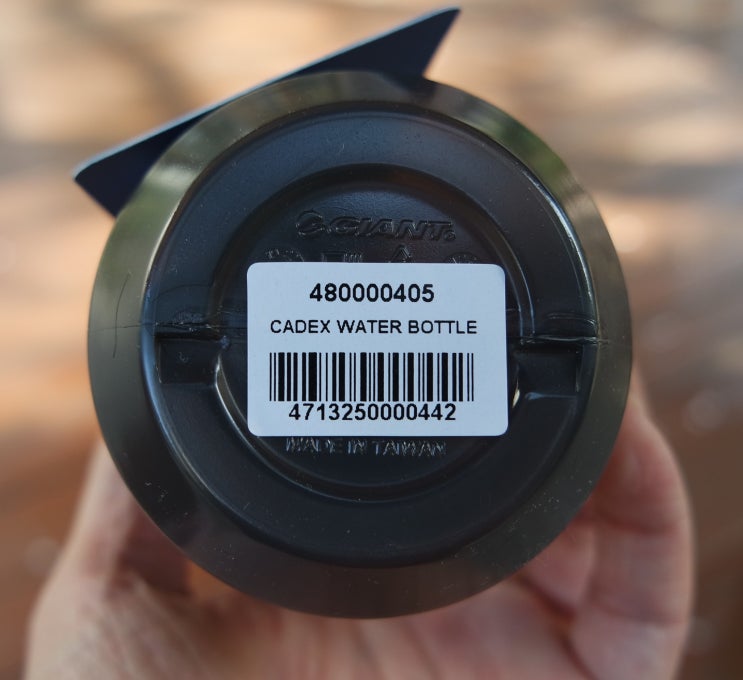 GIANT
480000405
CADEX WATER BOTTLE
4713250000442
MADE IN TAIWAN